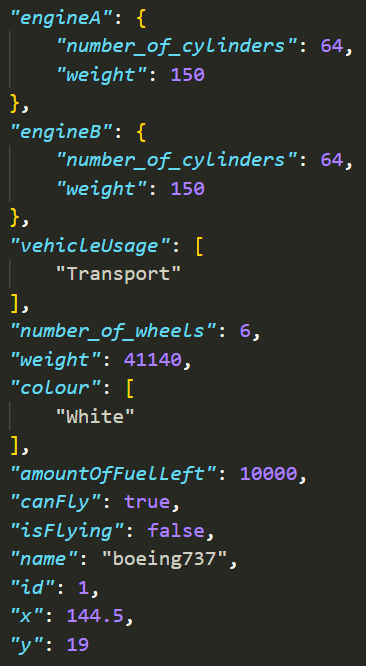 "engineA": {
    "number_of_cylinders": 64,
    "weight": 150
},
"engineB": {
    "number_of_cylinders": 64,
    "weight": 150
},
"vehicleUsage": [
    "Transport"
],
"number_of_wheels": 6,
"weight": 41140,
"colour": [
    "White"
],
"amountOfFuelLeft": 10000,
"canFly": true,
"isFlying": false,
"name": "boeing737",
"id": 1,
"x": 144.5,
"y": 19